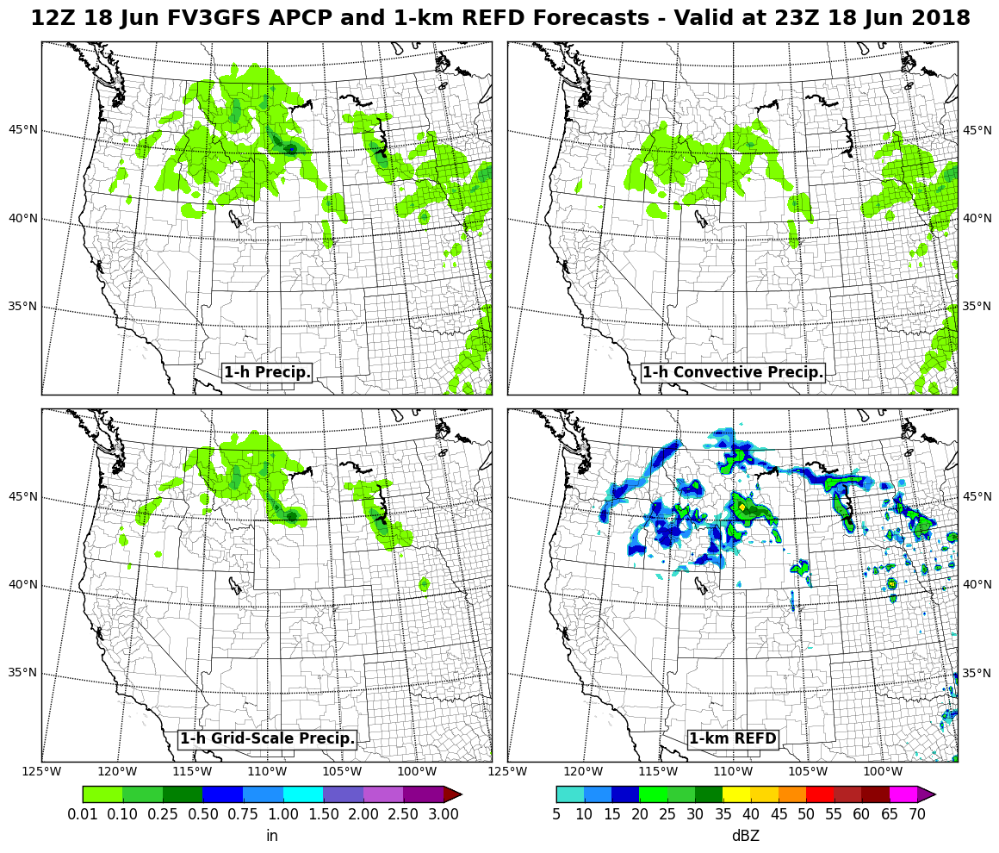 12Z 18 Jun FV3GFS APCP and 1-km REFD Forecasts - Valid at 23Z 18 Jun 2018
45°N
45°N
40°N
40°N
35°N
35°N
1-h Precip.
1-h Convective Precip.
45°N
45°N
40°N
40°N
35°N
35°N
1-h Grid-Scale Precip.
1-km REFD
125°W 120°W 115°W 110°W 105°W 100°W
125°W 120°W 115°W 110°W 105°W 100°W
0.01 0.10 0.25 0.50 0.75 1.00 1.50 2.00 2.50 3.00
in
5 10 15 20 25 30 35 40 45 50 55 60 65 70
dBZ